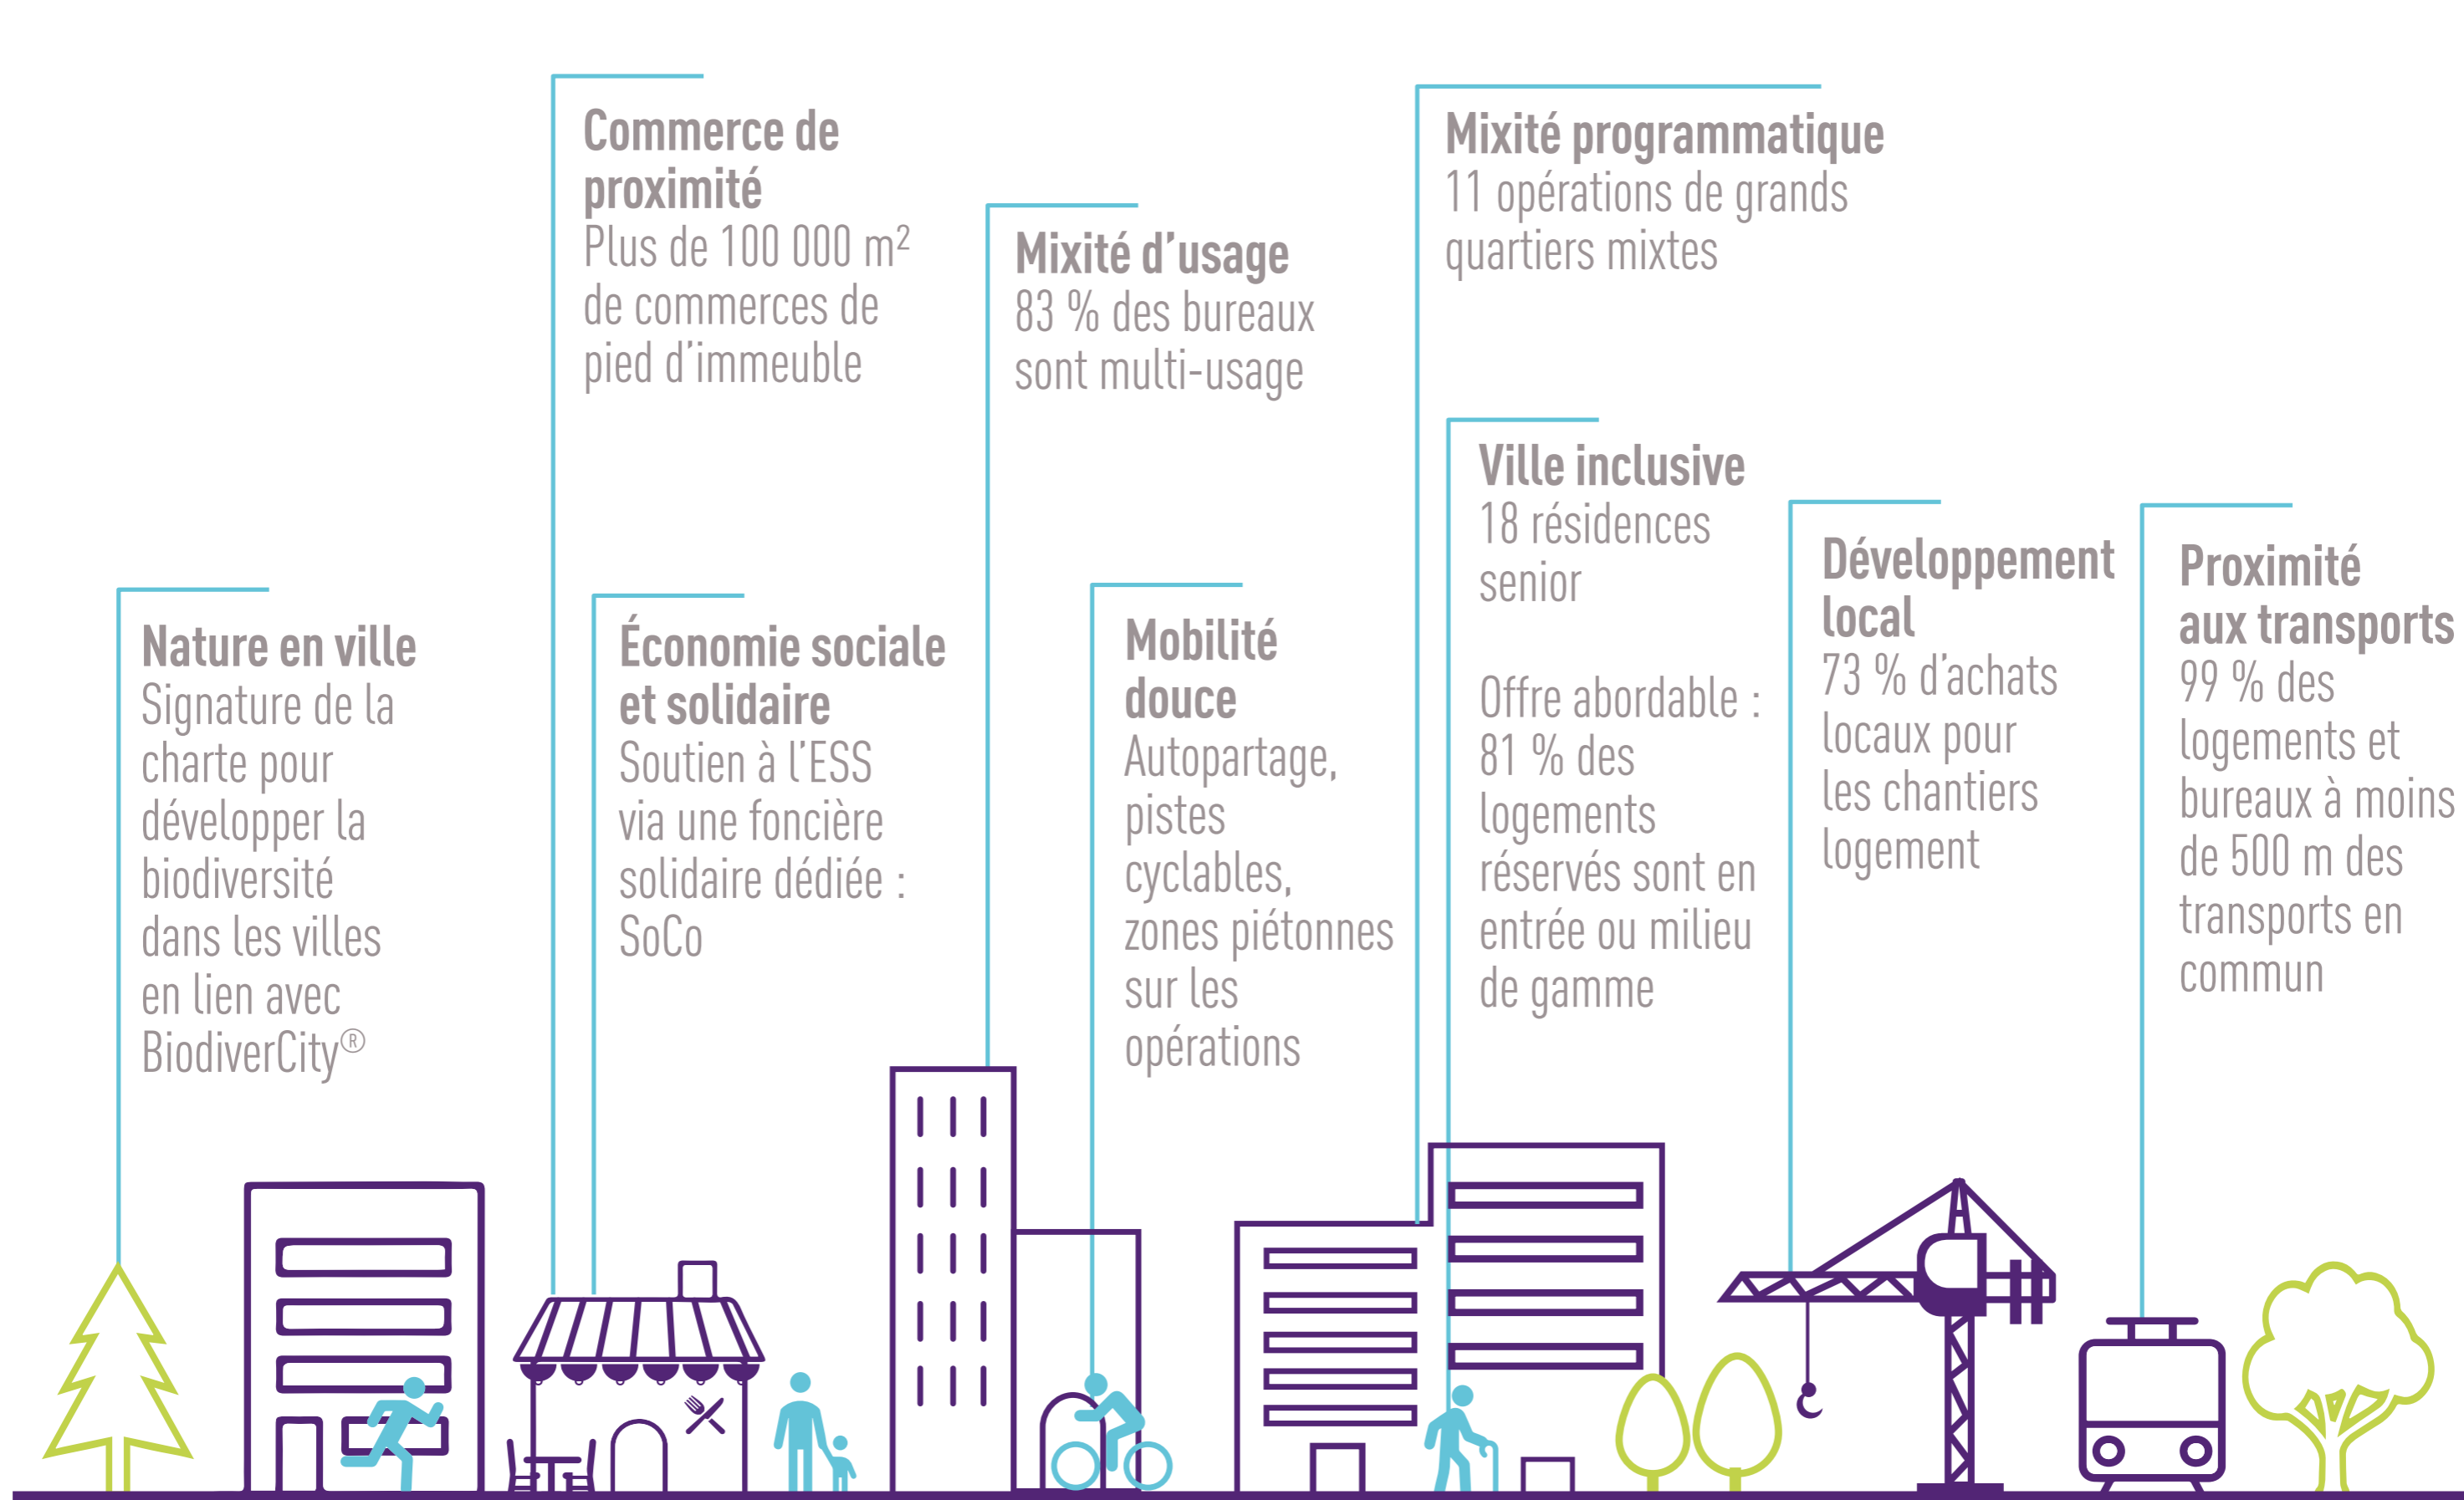 Commerce de
proximité
Plus de 100 000 m²
de commerces de
pied d’immeuble
Mixité d’usage
83 % des bureaux
sont multi-usage
Mixité programmatique
11 opérations de grands
quartiers mixtes
Nature en ville
Signature de la
charte pour
développer la
biodiversité
dans les villes
en lien avec
BiodiverCity®
Économie sociale
et solidaire
Soutien à l’ESS
via une foncière
solidaire dédiée :
SoCo
Mobilité
douce
Autopartage,
pistes
cyclables,
zones piétonnes
sur les
opérations
Ville inclusive
18 résidences
senior
Offre abordable :
81 % des
logements
réservés sont en
entrée ou milieu
de gamme
Développement
local
73 % d’achats
locaux pour
les chantiers
logement
Proximité
aux transports
99 % des
logements et
bureaux à moins
de 500 m des
transports en
commun